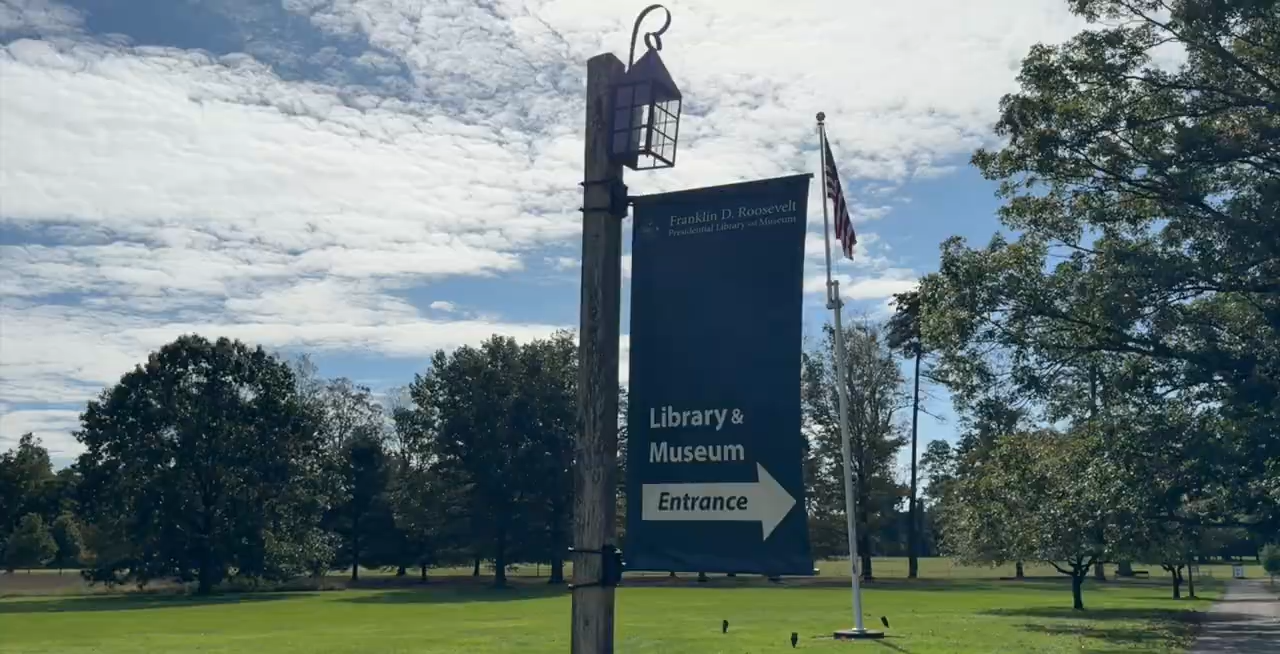 Franklin D. Roosevelt
Presidential Library and Museum
Library &
Museum
Entrance